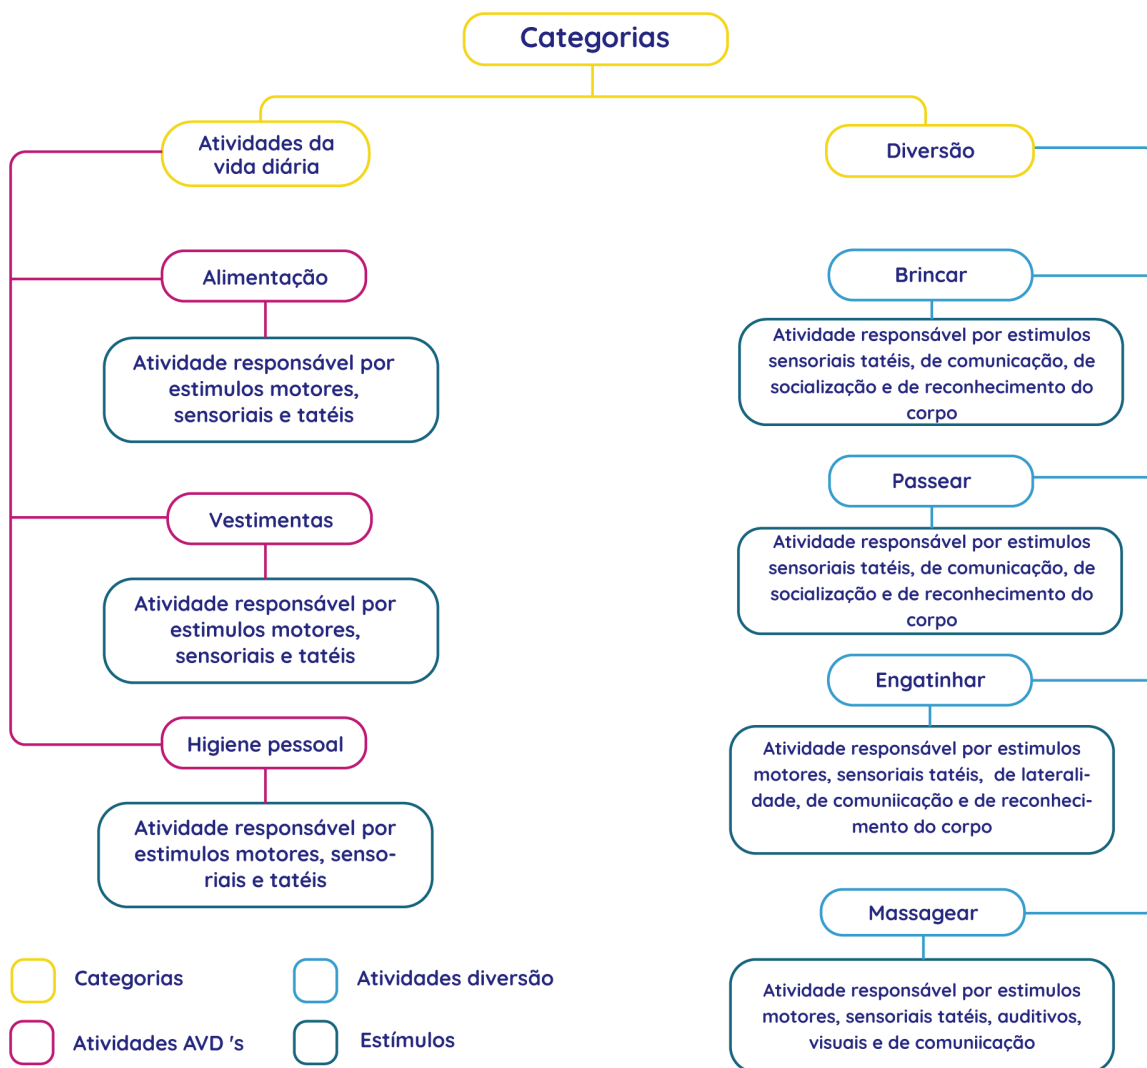 Categorias
Atividades da
vida diária
Diversão
Alimentação
Atividade responsável por
estimulos motores,
sensoriais e tatéis
Vestimentas
Atividade responsável por
estimulos motores,
sensoriais e tatéis
Higiene pessoal
Atividade responsável por
estimulos motores, senso-
riais e tatéis
Brincar
Atividade responsável por estimulos
sensoriais tatéis, de comunicação, de
socialização e de reconhecimento do
corpo
Passear
Atividade responsável por estimulos
sensoriais tatéis, de comunicação, de
socialização e de reconhecimento do
corpo
Engatinhar
Atividade responsável por estimulos
motores, sensoriais tatéis, de laterali-
dade, de comuniicação e de reconheci-
mento do corpo
Massagear
Atividade responsável por estimulos
motores, sensoriais tatéis, auditivos,
visuais e de comuniicação
Categorias
Atividades diversão
Atividades AVD 's
Estímulos